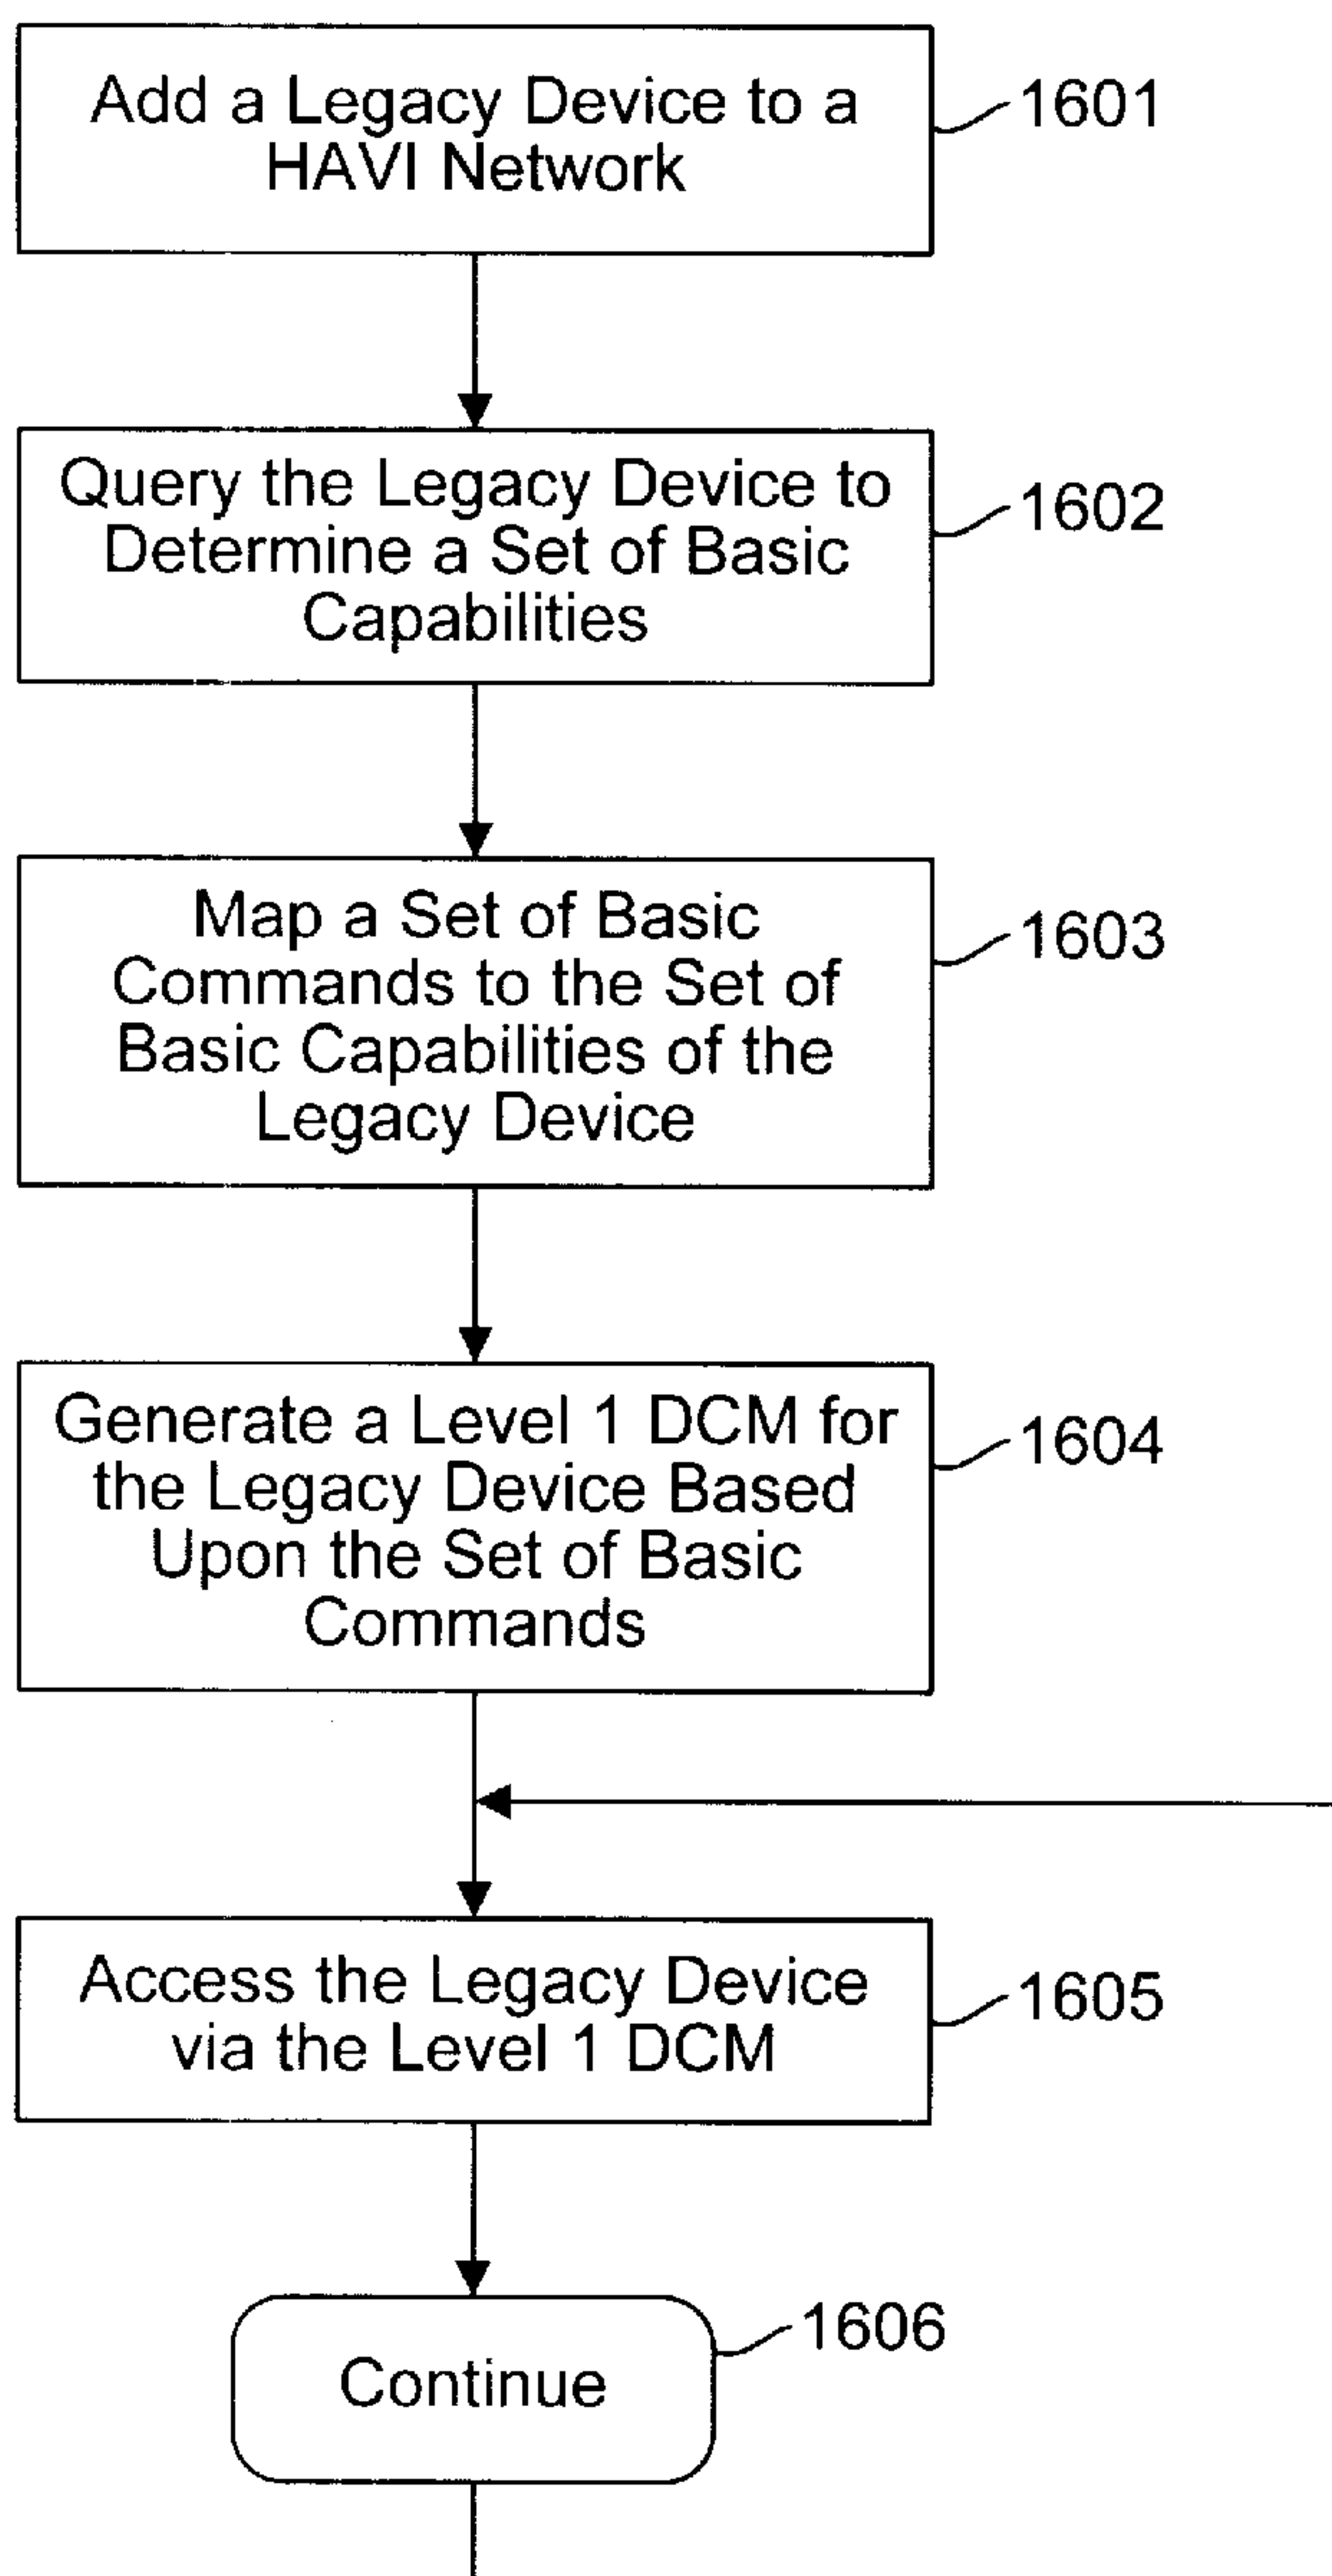 Add a Legacy Device to a
HAVI Network
1601
Query the Legacy Device to
Determine a Set of Basic
Capabilities
1602
Map a Set of Basic
Commands to the Set of
Basic Capabilities of the
Legacy Device
1603
Generate a Level 1 DCM for
the Legacy Device Based
Upon the Set of Basic
Commands
1604
Access the Legacy Device
via the Level 1 DCM
1605
Continue
1606